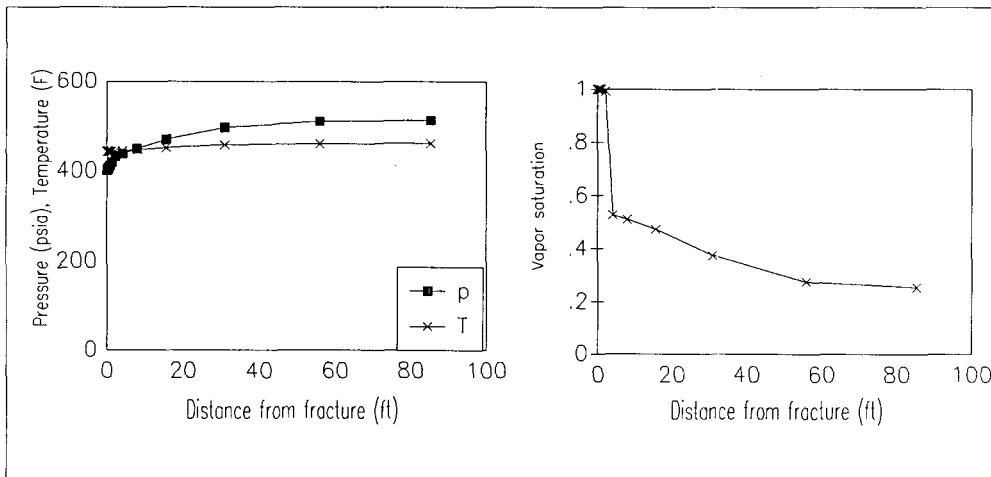 Pressure (psia), Temperature (F)
600
400
200
0
p
T
0 20 40 60 80 100
Distance from fracture (ft)
Vapor saturation
1
.8
.6
.4
.2
0
0 20 40 60 80 100
Distance from fracture (ft)